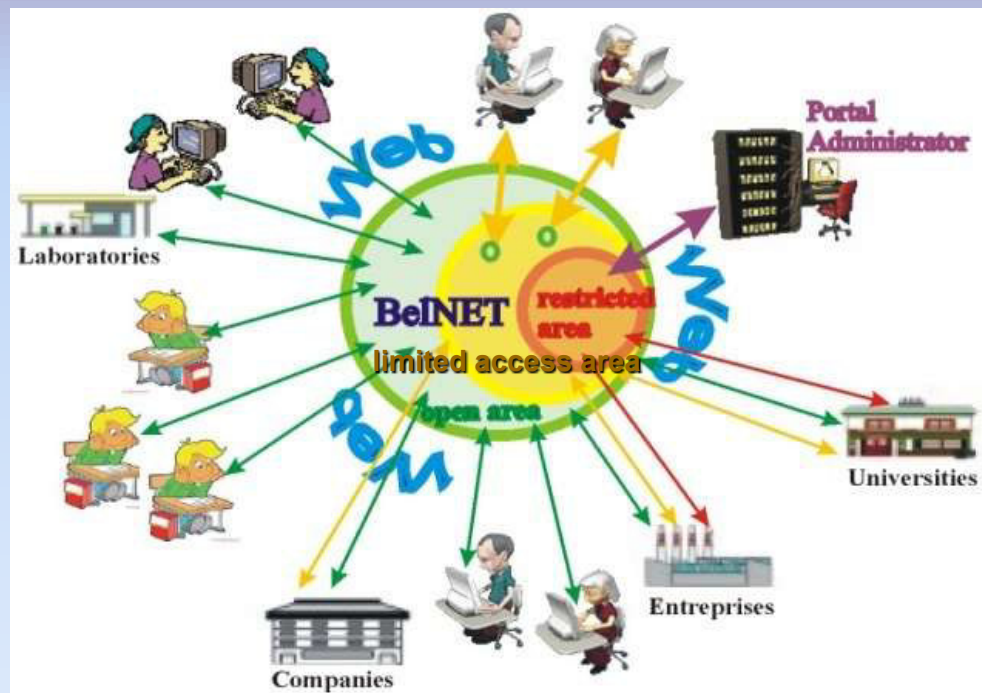 Portal
Administrator
Web
Laboratories
Web
BelNET
restricted
area
limited access area
open area
Web
Universities
Entreprises
Companies